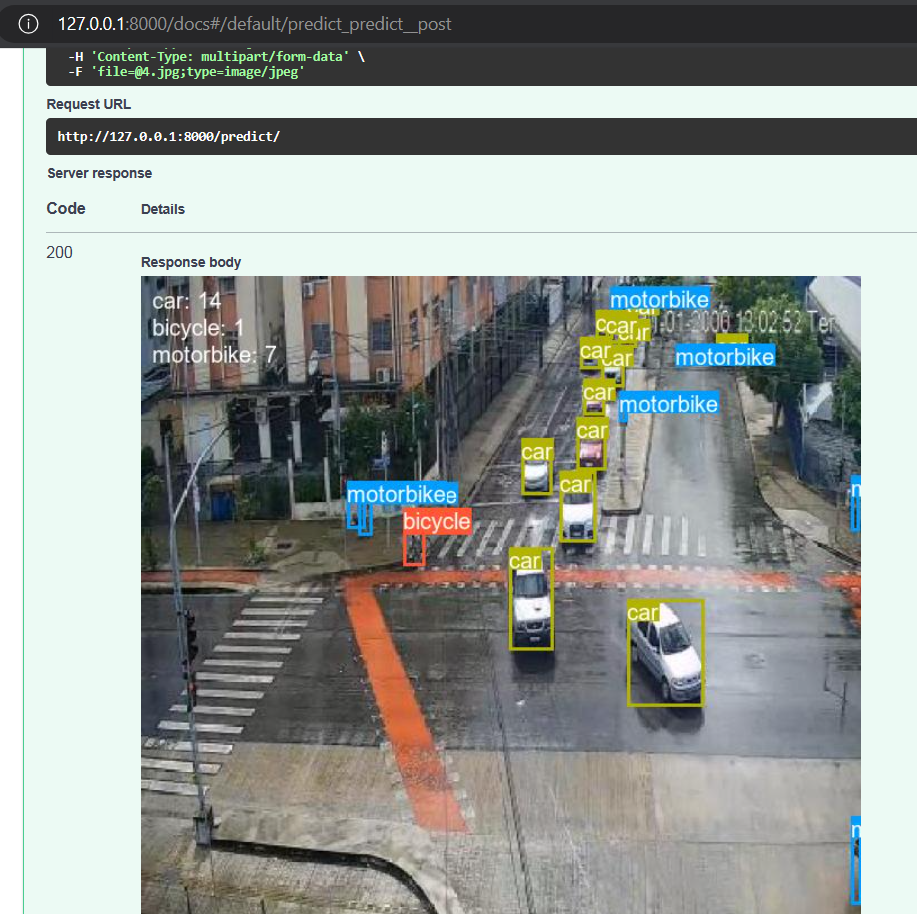 127.0.0.1:8000/docs#/default/predict_predict__post
-H 'Content-Type: multipart/form-data' \
-F 'file=@4.jpg;type=image/jpeg'
Request URL
http://127.0.0.1:8000/predict/
Server response
Code
Details
200
Response body
car: 14
bicycle: 1
motorbike: 7
motorbike
car
-01-2006 13:02:52 Ter
car
car
car
motorbike
car
motorbike
car
car
car
motorbike
bicycle
car
car